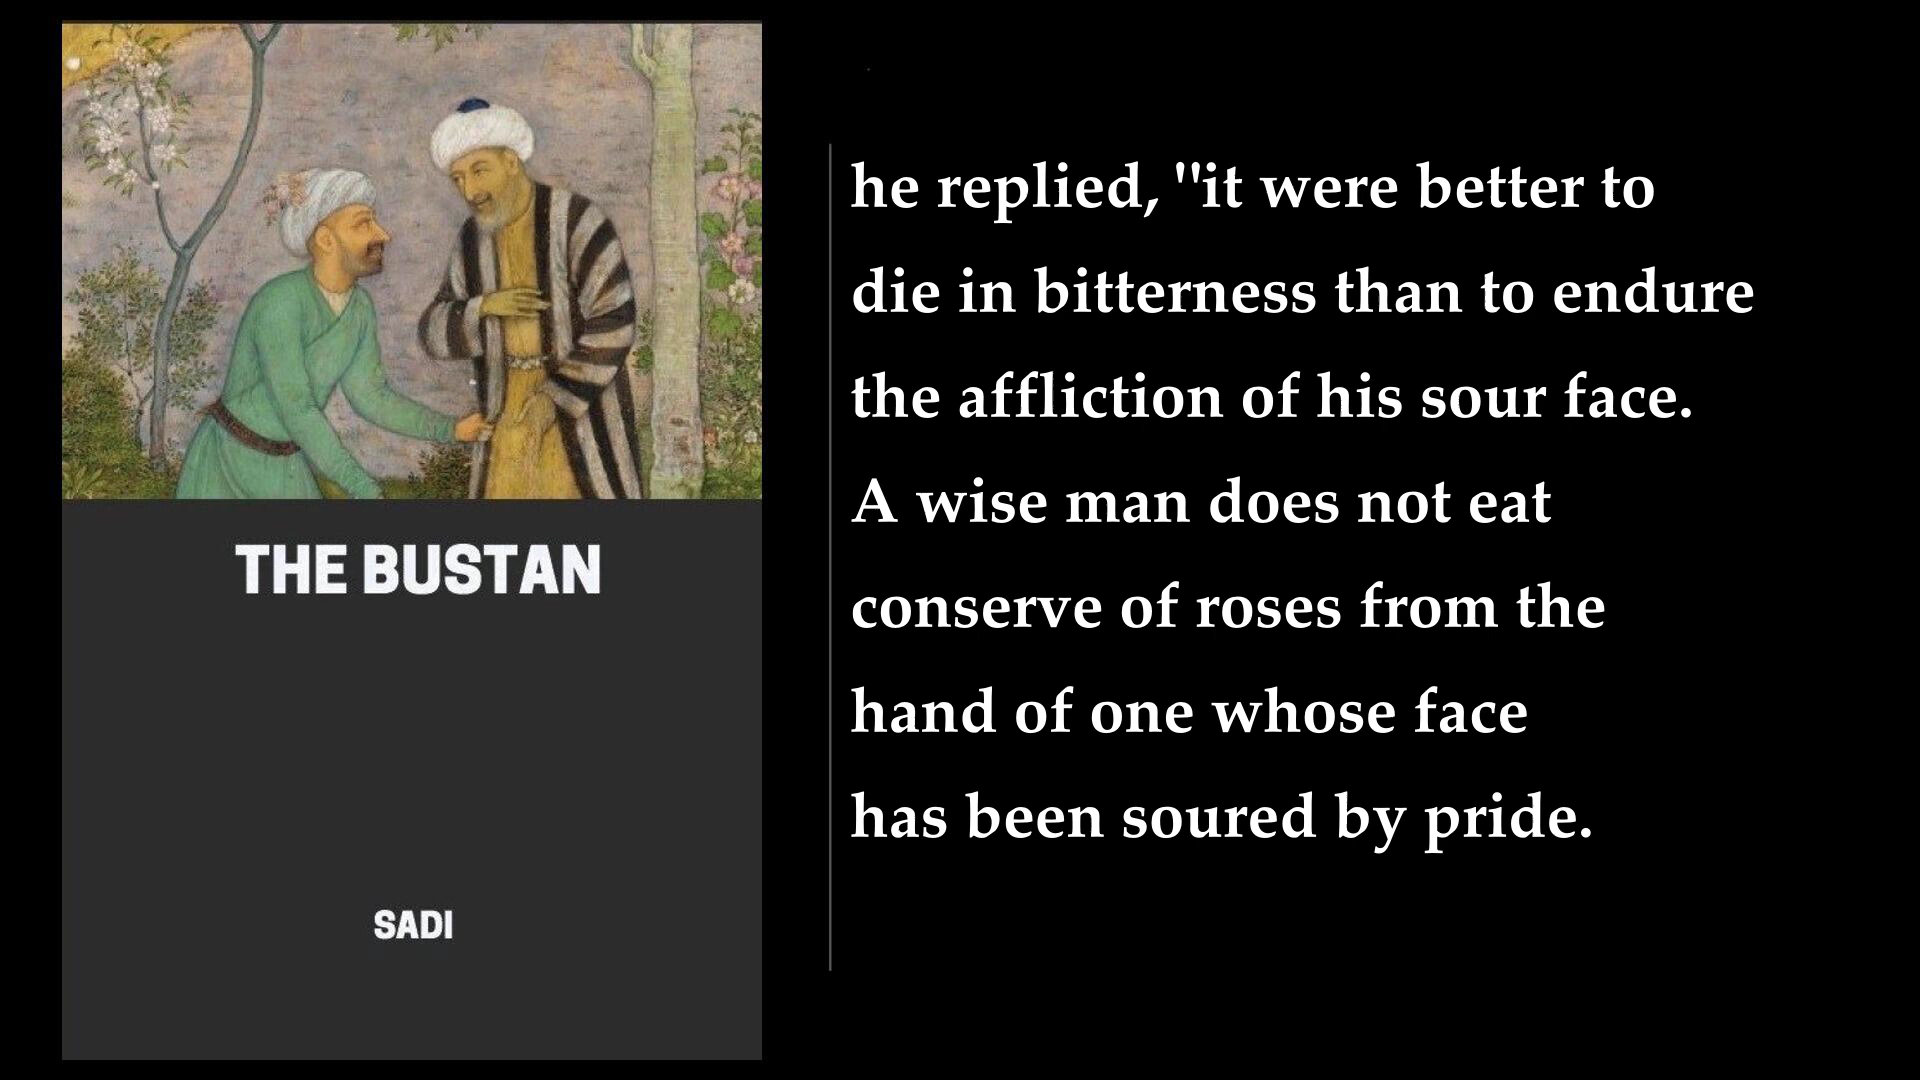 THE BUSTAN
SADI
he replied, "it were better to
die in bitterness than to endure
the affliction of his sour face.
A wise man does not eat
conserve of roses from the
hand of one whose face
has been soured by pride.